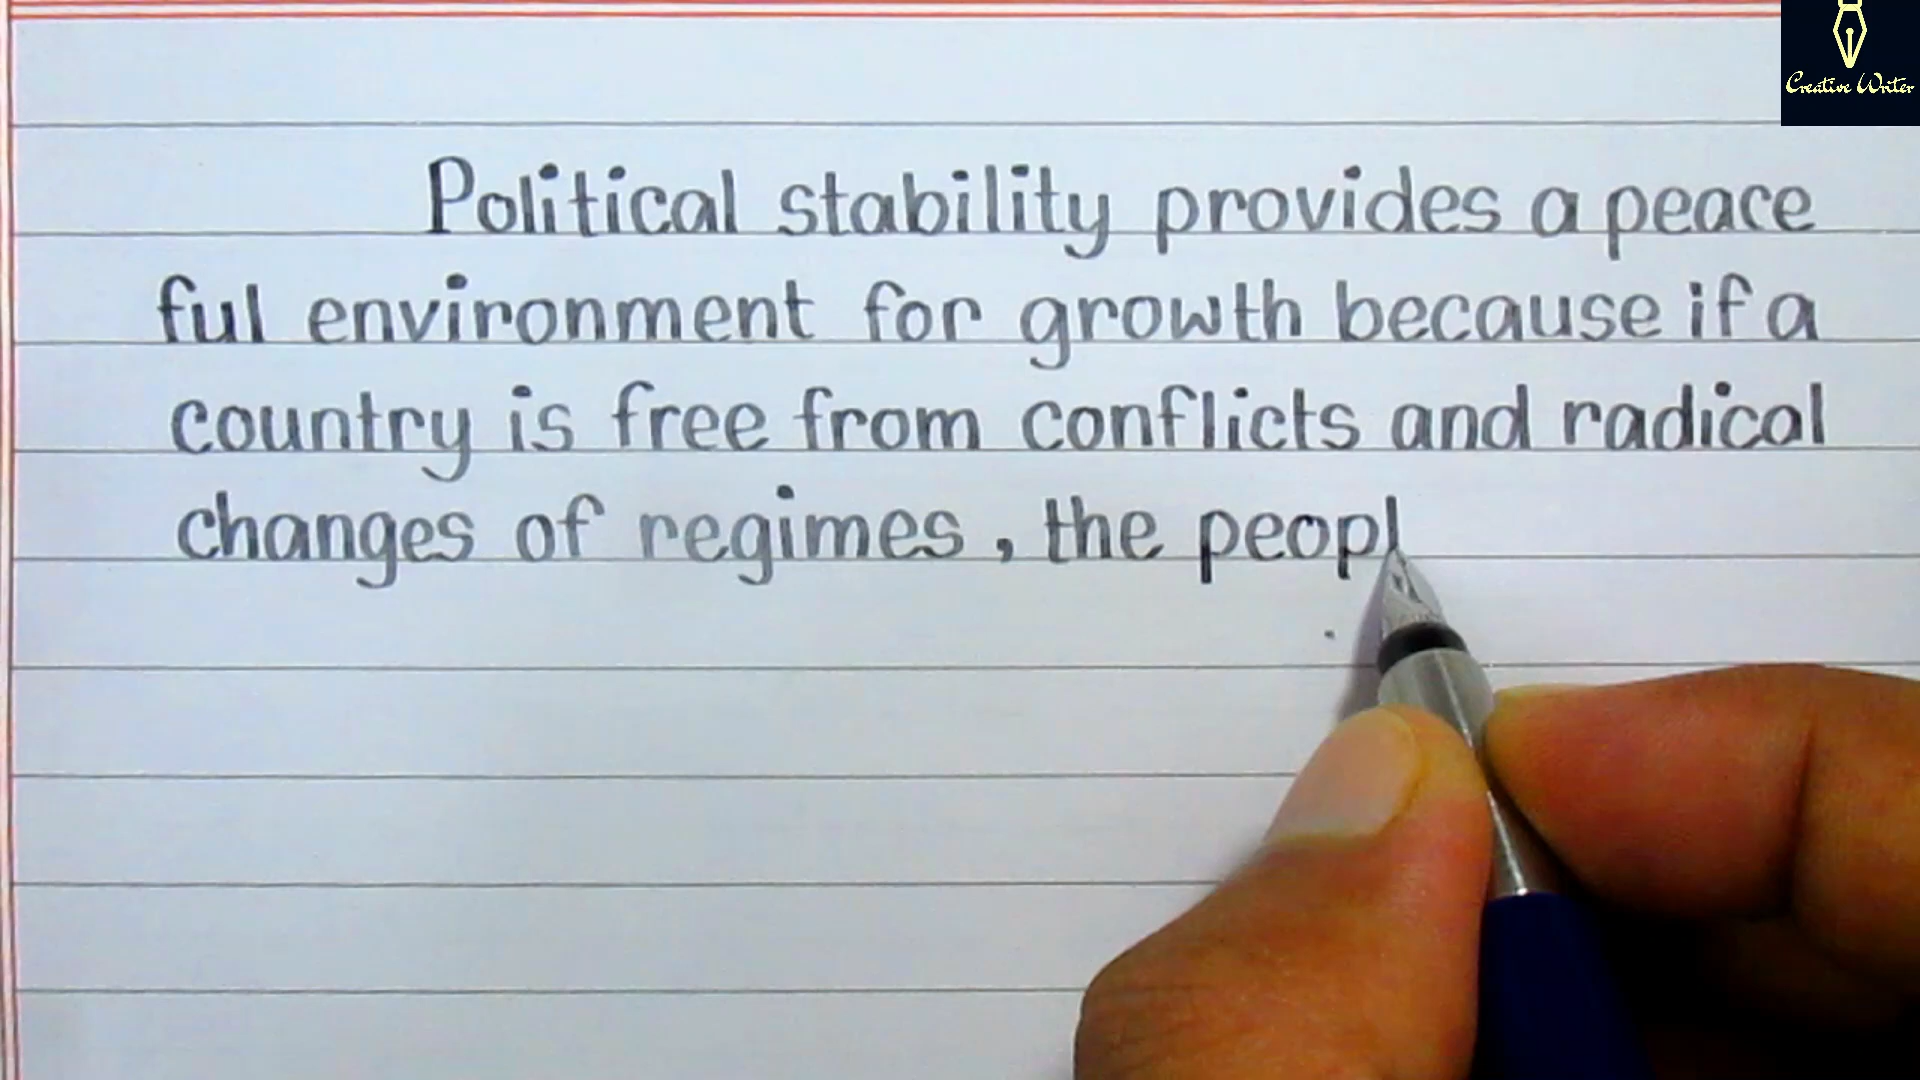 Creative Writer
Political stability provides a peace
ful environment for growth because if a
country is free from conflicts and radical
changes of regimes, the peopl